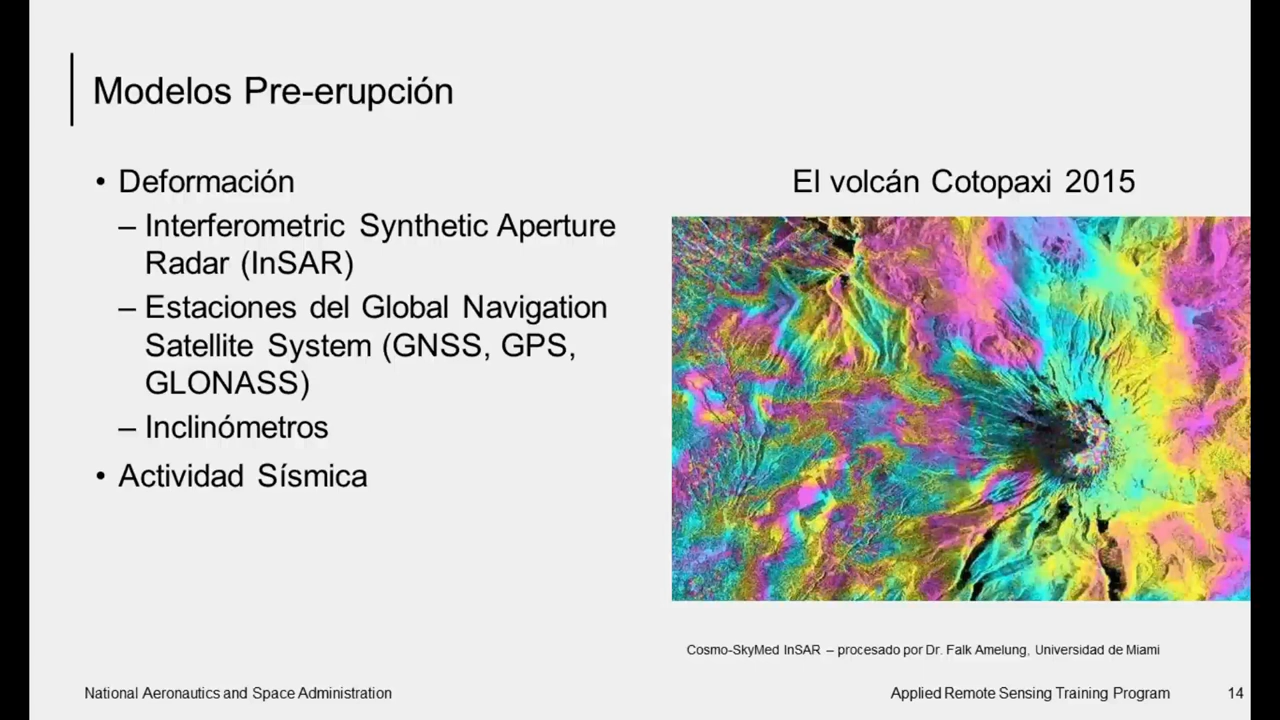 Modelos Pre-erupción
• Deformación
– Interferometric Synthetic Aperture
Radar (InSAR)
– Estaciones del Global Navigation
Satellite System (GNSS, GPS,
GLONASS)
– Inclinómetros
• Actividad Sísmica
El volcán Cotopaxi 2015
Cosmo-SkyMed InSAR – procesado por Dr. Falk Amelung, Universidad de Miami
National Aeronautics and Space Administration
Applied Remote Sensing Training Program
14